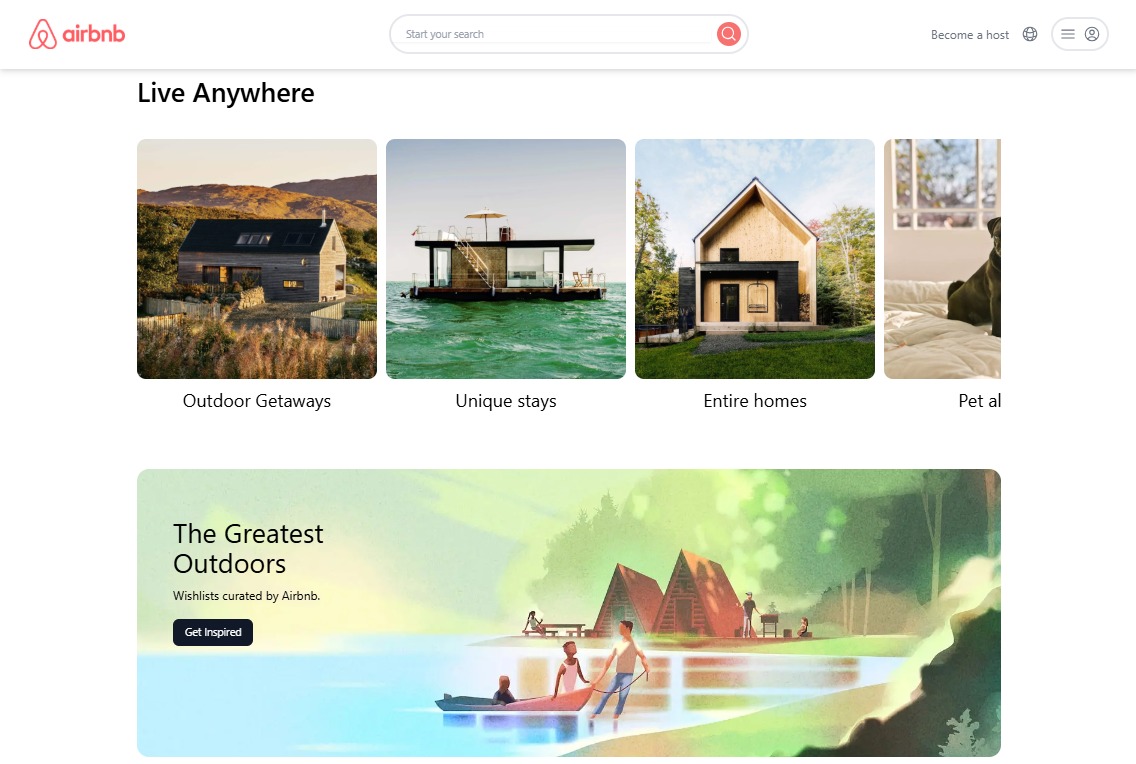 airbnb
Start your search
Become a host
Live Anywhere
Outdoor Getaways
Unique stays
Entire homes
Pet al
The Greatest
Outdoors
Wishlists curated by Airbnb.
Get Inspired